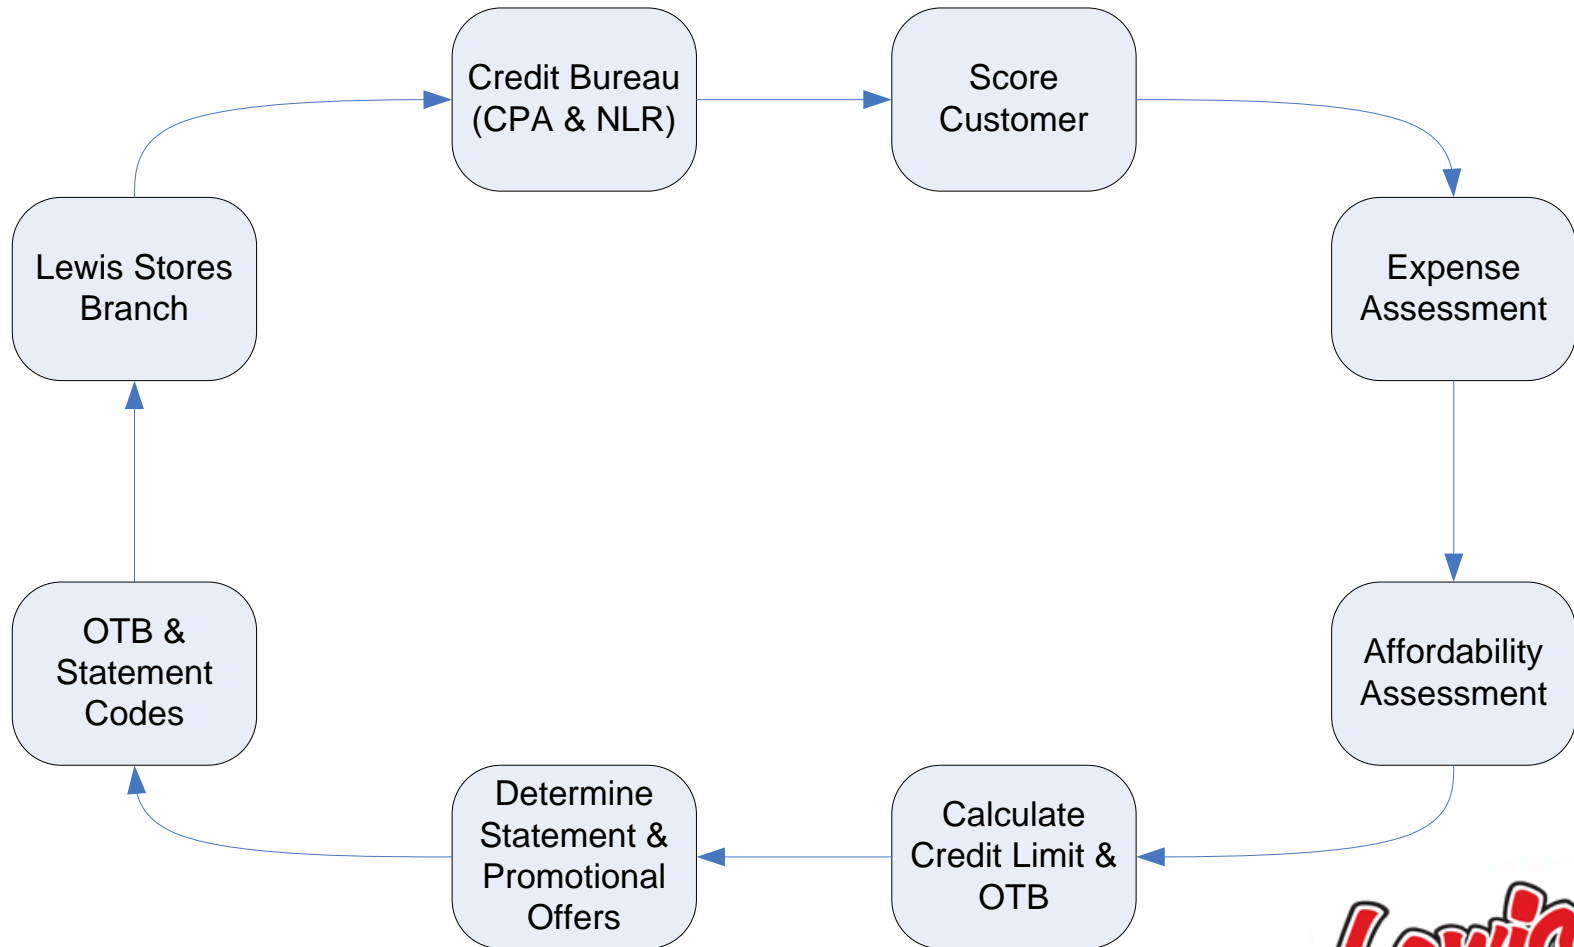 Credit Bureau
(CPA & NLR)
Score
Customer
Lewis Stores
Branch
Expense
Assessment
OTB &
Statement
Codes
Affordability
Assessment
Determine
Statement &
Promotional
Offers
Calculate
Credit Limit &
OTB
Lewis